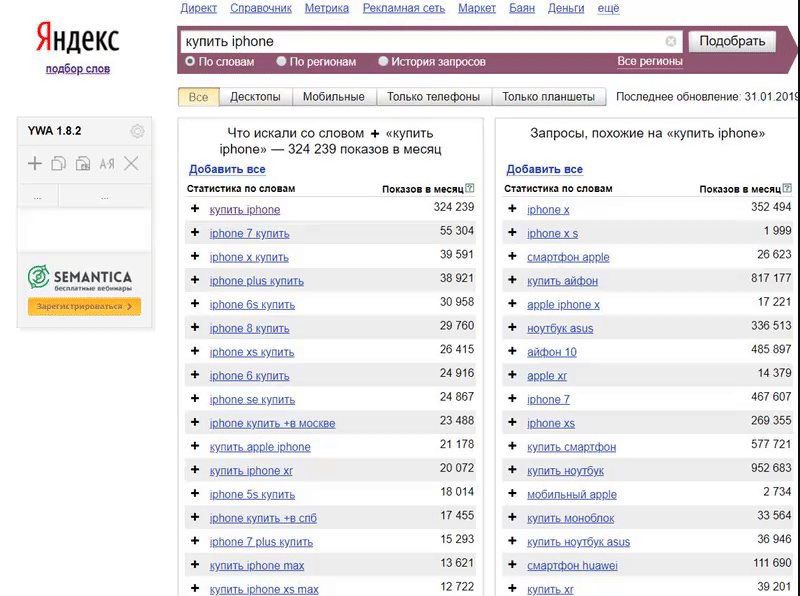 Директ Справочник Метрика Рекламная сеть Маркет Баян Деньги ещё
Яндекс
подбор слов
купить iphone
Подобрать
По словам По регионам История запросов Все регионы
Все Десктопы Мобильные Только телефоны Только планшеты Последнее обновление: 31.01.2019
YWA 1.8.2
А-Я
... ...
SEMANTICA
бесплатные вебинары
Зарегистрироваться
Что искали со словом + «купить
iphone» — 324 239 показов в месяц
Добавить все
Статистика по словам Показов в месяц ?
+ купить iphone 324 239
+ iphone 7 купить 55 304
+ iphone x купить 39 591
+ iphone plus купить 38 921
+ iphone 6s купить 30 958
+ iphone 8 купить 29 760
+ iphone xs купить 26 415
+ iphone 6 купить 24 916
+ iphone se купить 24 867
+ iphone купить +в москве 23 488
+ купить apple iphone 21 178
+ купить iphone xr 20 072
+ iphone 5s купить 18 014
+ iphone купить +в спб 17 455
+ iphone 7 plus купить 15 293
+ купить iphone max 13 621
+ купить iphone xs max 12 722
Запросы, похожие на «купить iphone»
Добавить все
Статистика по словам Показов в месяц ?
+ iphone x 352 494
+ iphone x s 1 999
+ смартфон apple 26 623
+ купить айфон 817 177
+ apple iphone x 17 221
+ ноутбук asus 336 513
+ айфон 10 485 897
+ apple xr 14 379
+ iphone 7 467 607
+ iphone xs 269 355
+ купить смартфон 577 721
+ купить ноутбук 952 683
+ мобильный apple 2 734
+ купить моноблок 33 564
+ купить ноутбук asus 36 946
+ смартфон huawei 111 690
+ купить xr 39 201